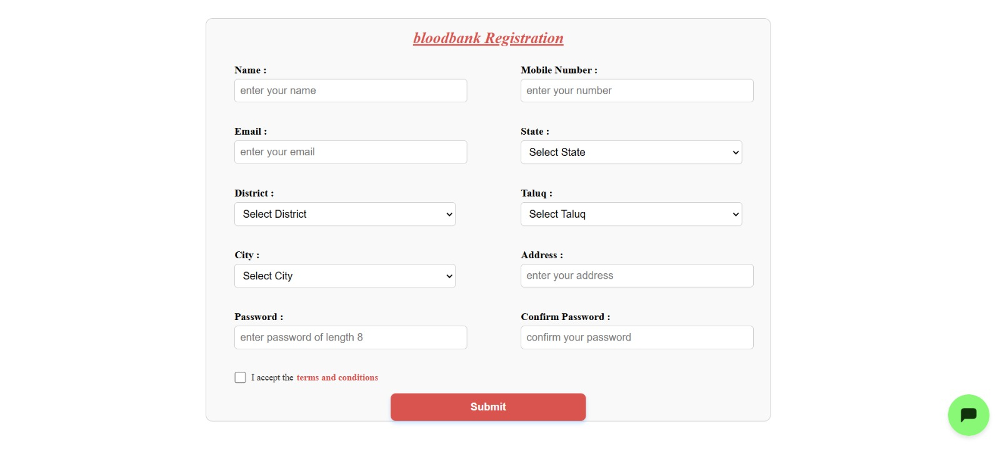 bloodbank Registration
Name : Mobile Number :
enter your name enter your number
Email : State :
enter your email Select State
District : Taluq :
Select District Select Taluq
City : Address :
Select City enter your address
Password : Confirm Password :
enter password of length 8 confirm your password
I accept the terms and conditions
Submit